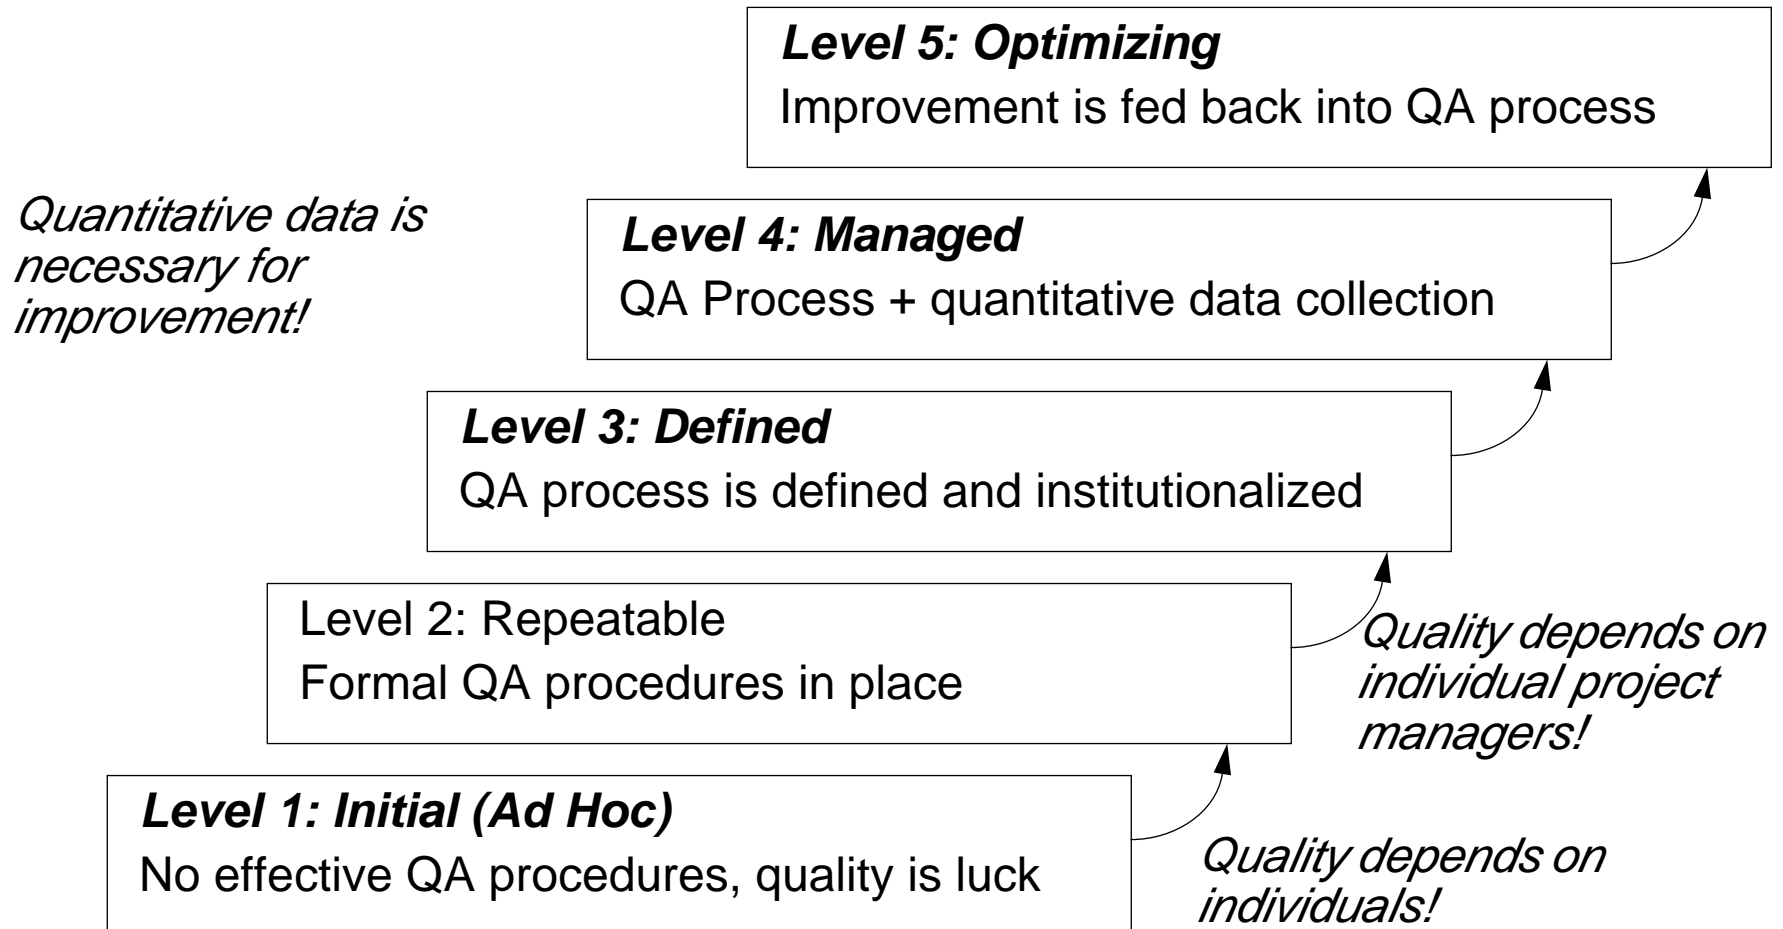 Level 5: Optimizing
Improvement is fed back into QA process
Quantitative data is
necessary for
improvement!
Level 4: Managed
QA Process + quantitative data collection
Level 3: Defined
QA process is defined and institutionalized
Level 2: Repeatable
Formal QA procedures in place
Quality depends on
individual project
managers!
Level 1: Initial (Ad Hoc)
No effective QA procedures, quality is luck
Quality depends on
individuals!